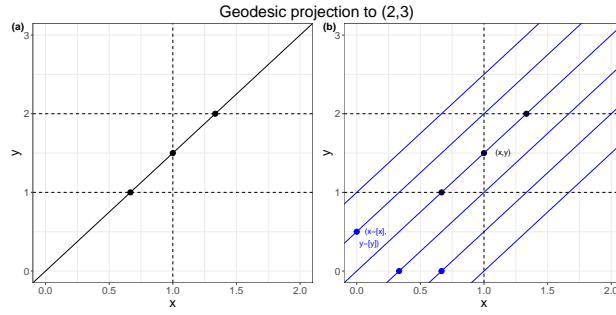 Geodesic projection to (2,3)
(a)
3
2
1
0
y
0.0 0.5 1.0 1.5 2.0
x
(b)
3
2
1
0
y
(x,y)
(x−[x],
y−[y])
0.0 0.5 1.0 1.5 2.0
x